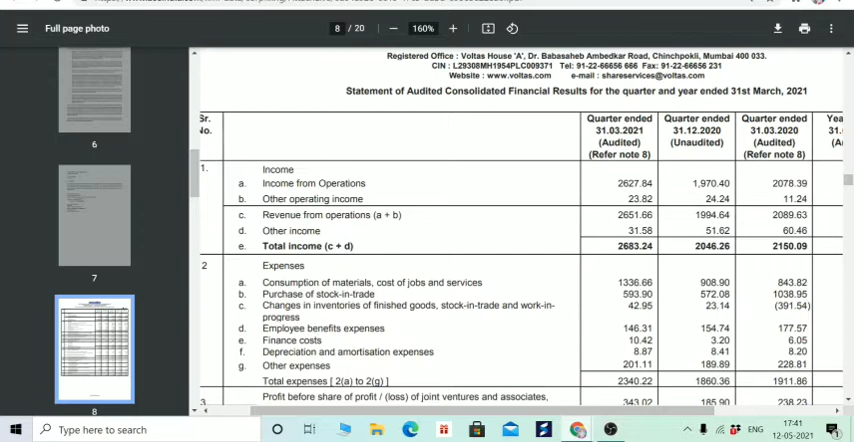 Full page photo
8 / 20
160%
6
7
8
Registered Office : Voltas House 'A', Dr. Babasaheb Ambedkar Road, Chinchpokli, Mumbai 400 033.
CIN : L29308MH1954PLC009371 Tel: 91-22-66656 666 Fax: 91-22-66656 231
Website : www.voltas.com e-mail : shareservices@voltas.com
Statement of Audited Consolidated Financial Results for the quarter and year ended 31st March, 2021
Sr. Quarter ended Quarter ended Quarter ended Yea
No. 31.03.2021 31.12.2020 31.03.2020 31.
(Audited) (Unaudited) (Audited) (A
(Refer note 8) (Refer note 8)
1. Income
a. Income from Operations 2627.84 1,970.40 2078.39
b. Other operating income 23.82 24.24 11.24
c. Revenue from operations (a + b) 2651.66 1994.64 2089.63
d. Other income 31.58 51.62 60.46
e. Total income (c + d) 2683.24 2046.26 2150.09
2 Expenses
a. Consumption of materials, cost of jobs and services 1336.66 908.90 843.82
b. Purchase of stock-in-trade 593.90 572.08 1038.95
c. Changes in inventories of finished goods, stock-in-trade and work-in- 42.95 23.14 (391.54)
progress
d. Employee benefits expenses 146.31 154.74 177.57
e. Finance costs 10.42 3.20 6.05
f. Depreciation and amortisation expenses 8.87 8.41 8.20
g. Other expenses 201.11 189.89 228.81
Total expenses [ 2(a) to 2(g) ] 2340.22 1860.36 1911.86
3. Profit before share of profit / (loss) of joint ventures and associates, 343.02 185.90 238.23
Type here to search
ENG
17:41
12-05-2021